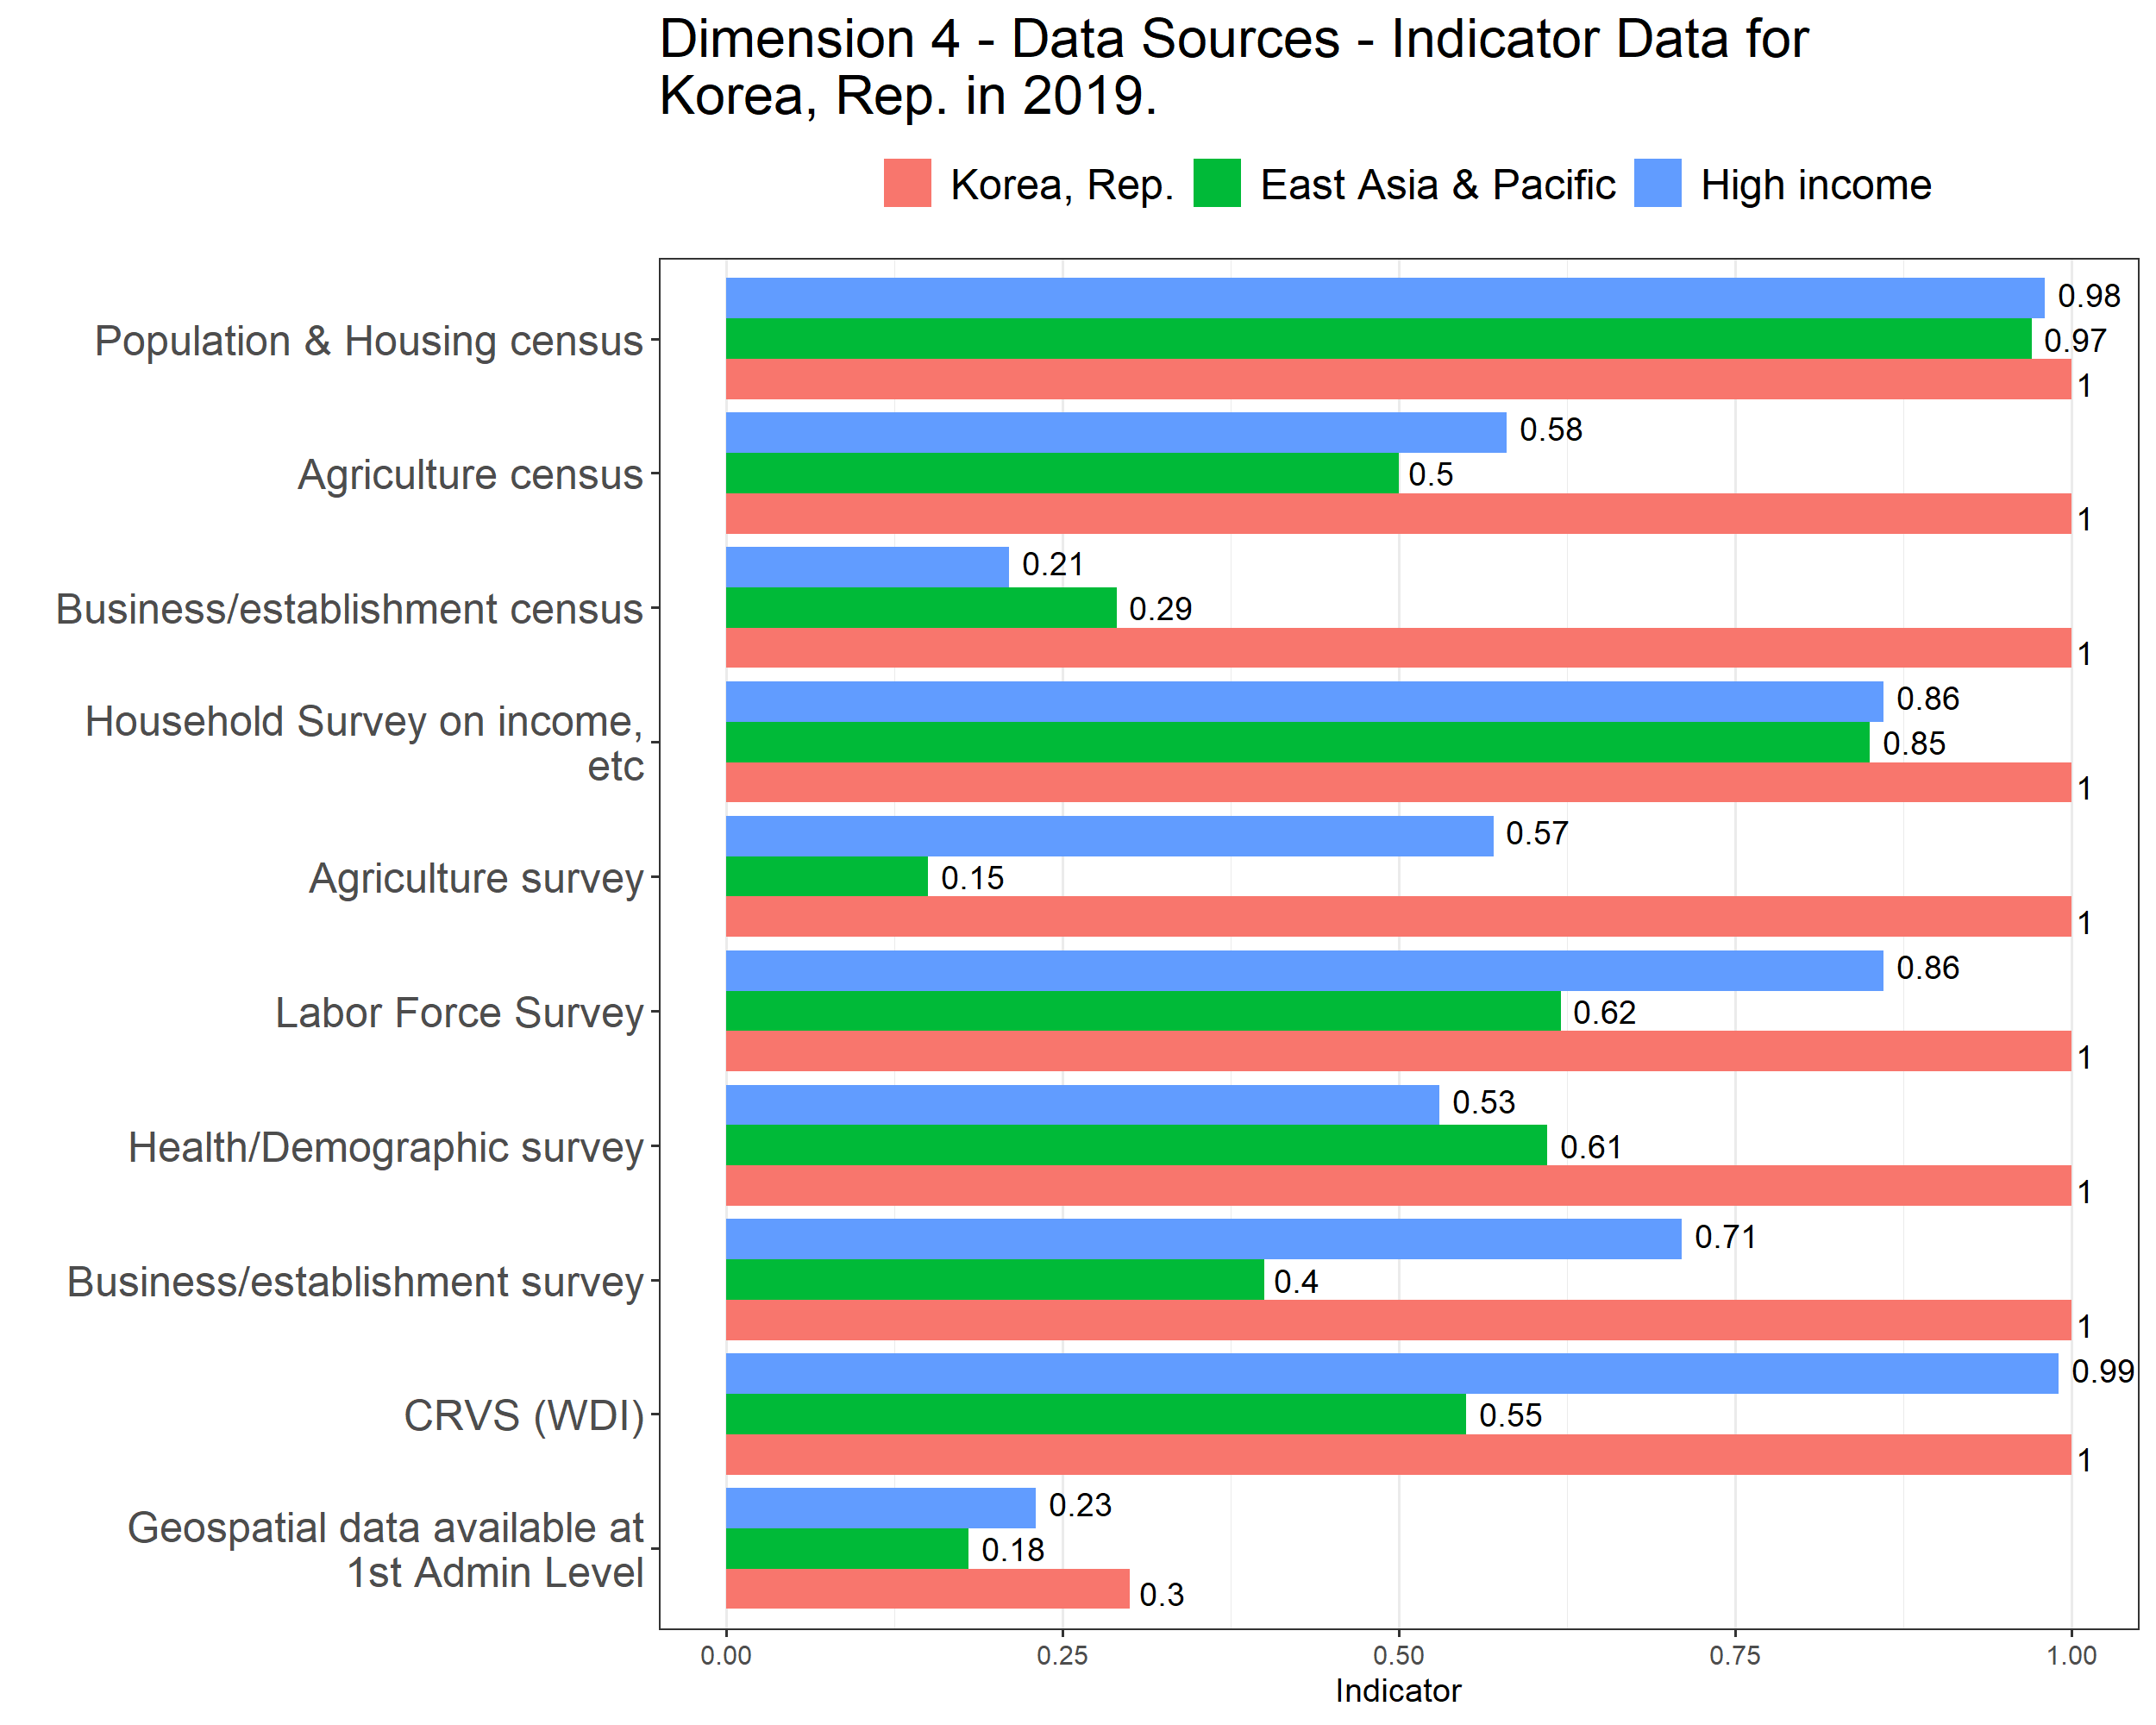 Dimension 4 - Data Sources - Indicator Data for
Korea, Rep. in 2019.
Korea, Rep. East Asia & Pacific High income
Population & Housing census
0.98
0.97
1
Agriculture census
0.58
0.5
1
Business/establishment census
0.21
0.29
1
Household Survey on income,
etc
0.86
0.85
1
Agriculture survey
0.57
0.15
1
Labor Force Survey
0.86
0.62
1
Health/Demographic survey
0.53
0.61
1
Business/establishment survey
0.71
0.4
1
CRVS (WDI)
0.99
0.55
1
Geospatial data available at
1st Admin Level
0.23
0.18
0.3
0.00 0.25 0.50 0.75 1.00
Indicator